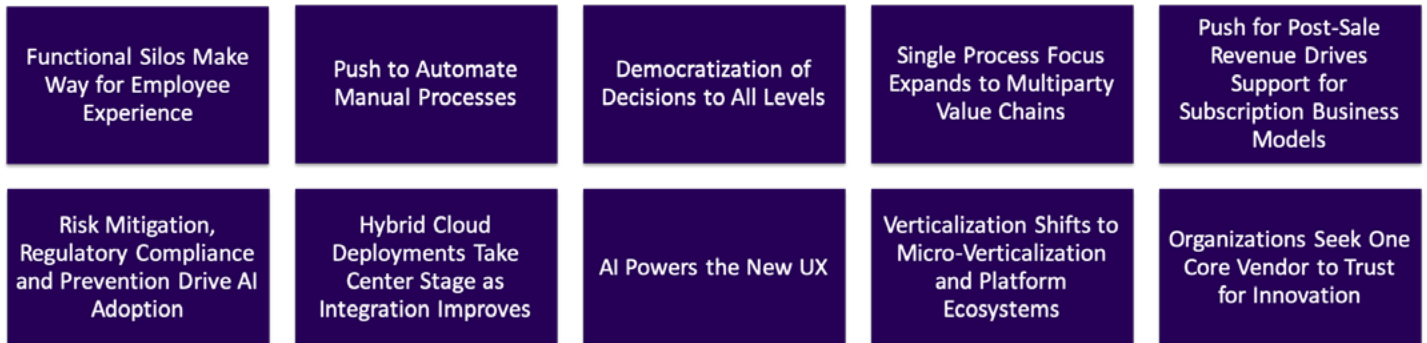 Functional Silos Make
Way for Employee
Experience
Push to Automate
Manual Processes
Democratization of
Decisions to All Levels
Single Process Focus
Expands to Multiparty
Value Chains
Push for Post-Sale
Revenue Drives
Support for
Subscription Business
Models
Risk Mitigation,
Regulatory Compliance
and Prevention Drive AI
Adoption
Hybrid Cloud
Deployments Take
Center Stage as
Integration Improves
AI Powers the New UX
Verticalization Shifts to
Micro-Verticalization
and Platform
Ecosystems
Organizations Seek One
Core Vendor to Trust
for Innovation